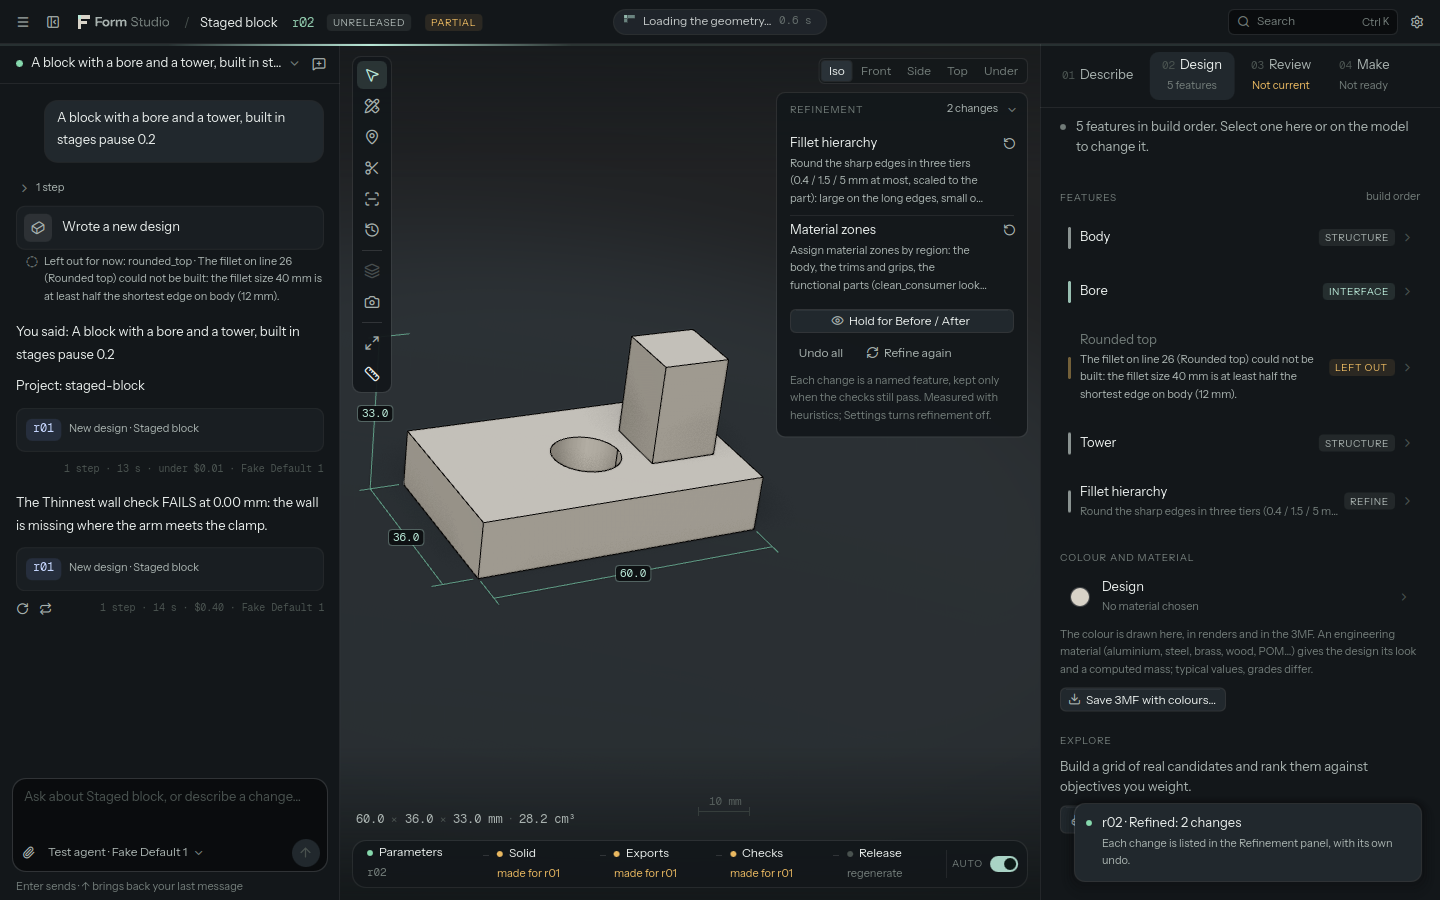 Form Studio / Staged block r02 UNRELEASED PARTIAL
Loading the geometry... 0.6 s
Search Ctrl K
A block with a bore and a tower, built in st...
A block with a bore and a tower, built in
stages pause 0.2
1 step
Wrote a new design
Left out for now: rounded_top · The fillet on line 26
(Rounded top) could not be built: the fillet size 40 mm is
at least half the shortest edge on body (12 mm).
You said: A block with a bore and a tower, built in
stages pause 0.2
Project: staged-block
r01 New design · Staged block
1 step · 13 s · under $0.01 · Fake Default 1
The Thinnest wall check FAILS at 0.00 mm: the wall
is missing where the arm meets the clamp.
r01 New design · Staged block
1 step · 14 s · $0.40 · Fake Default 1
Ask about Staged block, or describe a change...
Test agent · Fake Default 1
Enter sends · ↑ brings back your last message
Iso Front Side Top Under
REFINEMENT 2 changes
Fillet hierarchy
Round the sharp edges in three tiers
(0.4 / 1.5 / 5 mm at most, scaled to the
part): large on the long edges, small o...
Material zones
Assign material zones by region: the
body, the trims and grips, the
functional parts (clean_consumer look...
Hold for Before / After
Undo all Refine again
Each change is a named feature, kept only
when the checks still pass. Measured with
heuristics; Settings turns refinement off.
33.0
36.0
60.0
10 mm
60.0 × 36.0 × 33.0 mm · 28.2 cm³
Parameters
r02
Solid
made for r01
Exports
made for r01
Checks
made for r01
Release
regenerate
AUTO
01 Describe
02 Design
5 features
03 Review
Not current
04 Make
Not ready
5 features in build order. Select one here or on the model
to change it.
FEATURES build order
Body STRUCTURE
Bore INTERFACE
Rounded top
The fillet on line 26 (Rounded top) could not be
built: the fillet size 40 mm is at least half the
shortest edge on body (12 mm).
LEFT OUT
Tower STRUCTURE
Fillet hierarchy
Round the sharp edges in three tiers (0.4 / 1.5 / 5 m...
REFINE
COLOUR AND MATERIAL
Design
No material chosen
The colour is drawn here, in renders and in the 3MF. An engineering
material (aluminium, steel, brass, wood, POM...) gives the design its look
and a computed mass; typical values, grades differ.
Save 3MF with colours...
EXPLORE
Build a grid of real candidates and rank them against
objectives you weight.
r02 · Refined: 2 changes
Each change is listed in the Refinement panel, with its own
undo.